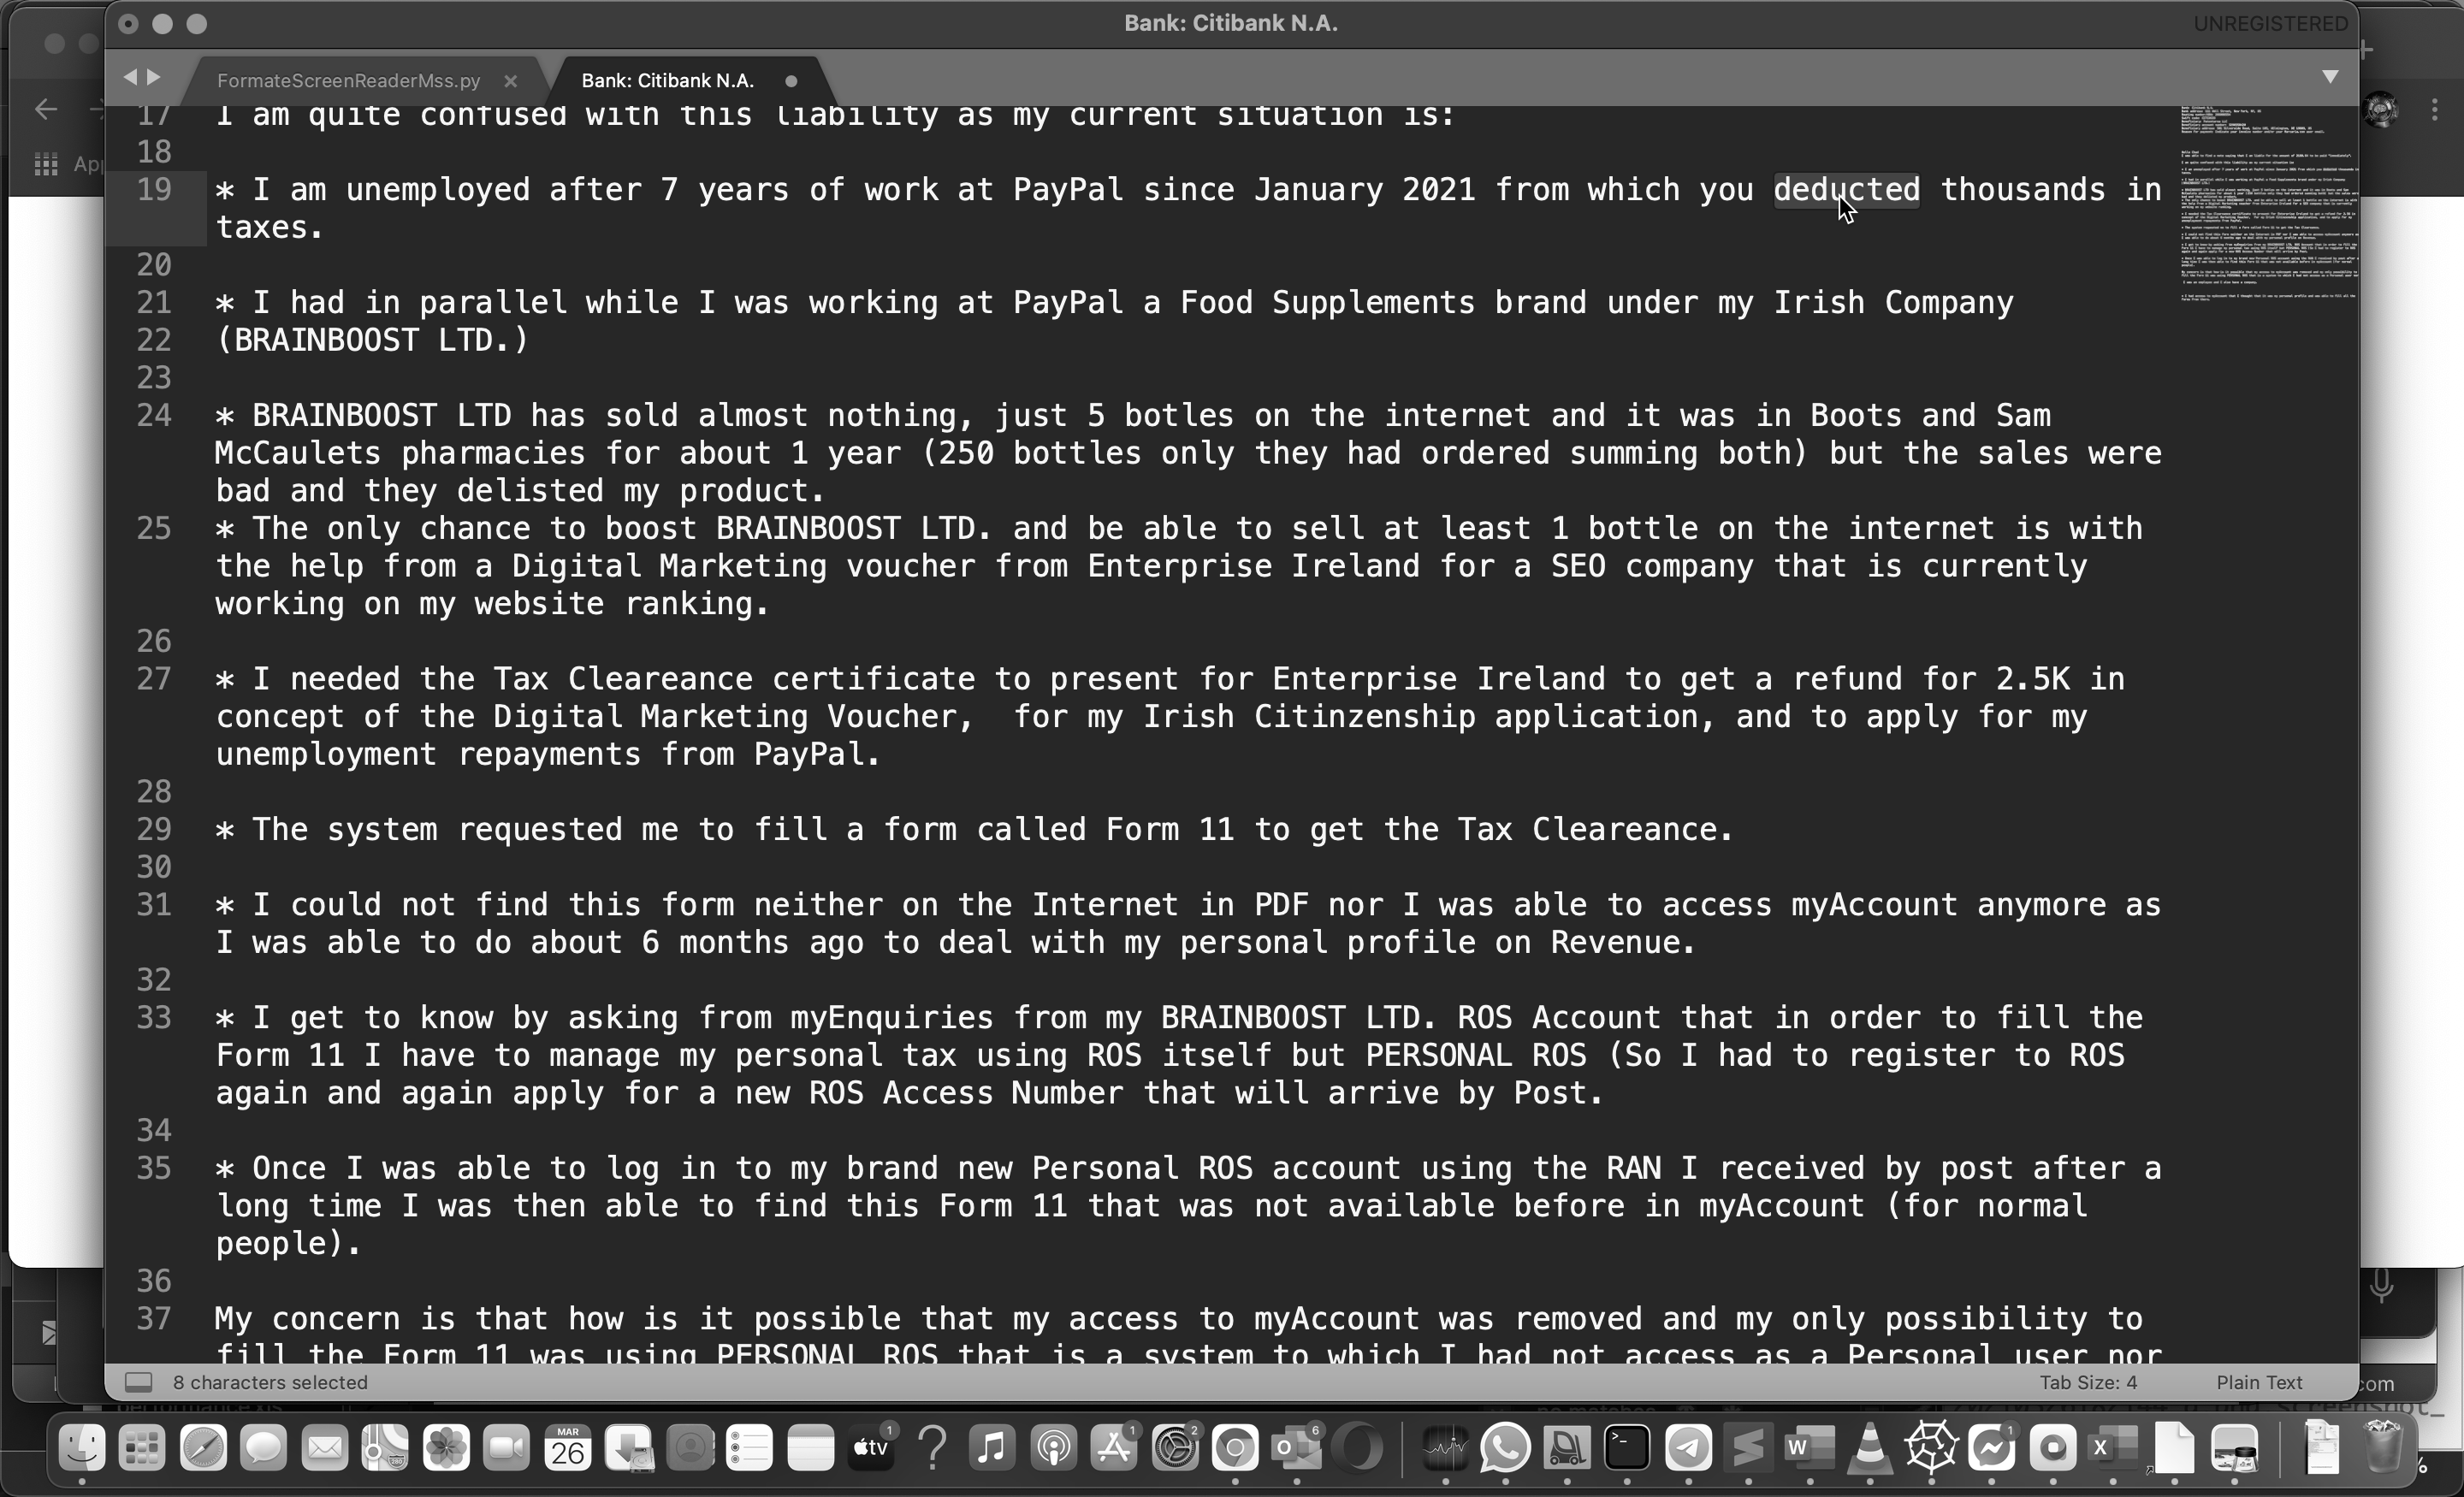 Bank: Citibank N.A.
UNREGISTERED
FormateScreenReaderMss.py
Bank: Citibank N.A.
17 I am quite confused with this liability as my current situation is:
18
19 * I am unemployed after 7 years of work at PayPal since January 2021 from which you deducted thousands in
taxes.
20
21 * I had in parallel while I was working at PayPal a Food Supplements brand under my Irish Company
22 (BRAINBOOST LTD.)
23
24 * BRAINBOOST LTD has sold almost nothing, just 5 botles on the internet and it was in Boots and Sam
McCaulets pharmacies for about 1 year (250 bottles only they had ordered summing both) but the sales were
bad and they delisted my product.
25 * The only chance to boost BRAINBOOST LTD. and be able to sell at least 1 bottle on the internet is with
the help from a Digital Marketing voucher from Enterprise Ireland for a SEO company that is currently
working on my website ranking.
26
27 * I needed the Tax Cleareance certificate to present for Enterprise Ireland to get a refund for 2.5K in
concept of the Digital Marketing Voucher,  for my Irish Citinzenship application, and to apply for my
unemployment repayments from PayPal.
28
29 * The system requested me to fill a form called Form 11 to get the Tax Cleareance.
30
31 * I could not find this form neither on the Internet in PDF nor I was able to access myAccount anymore as
I was able to do about 6 months ago to deal with my personal profile on Revenue.
32
33 * I get to know by asking from myEnquiries from my BRAINBOOST LTD. ROS Account that in order to fill the
Form 11 I have to manage my personal tax using ROS itself but PERSONAL ROS (So I had to register to ROS
again and again apply for a new ROS Access Number that will arrive by Post.
34
35 * Once I was able to log in to my brand new Personal ROS account using the RAN I received by post after a
long time I was then able to find this Form 11 that was not available before in myAccount (for normal
people).
36
37 My concern is that how is it possible that my access to myAccount was removed and my only possibility to
fill the Form 11 was using PERSONAL ROS that is a system to which I had not access as a Personal user nor
8 characters selected
Tab Size: 4
Plain Text
App
com
MAR
26
tv
1
1
2
6
1